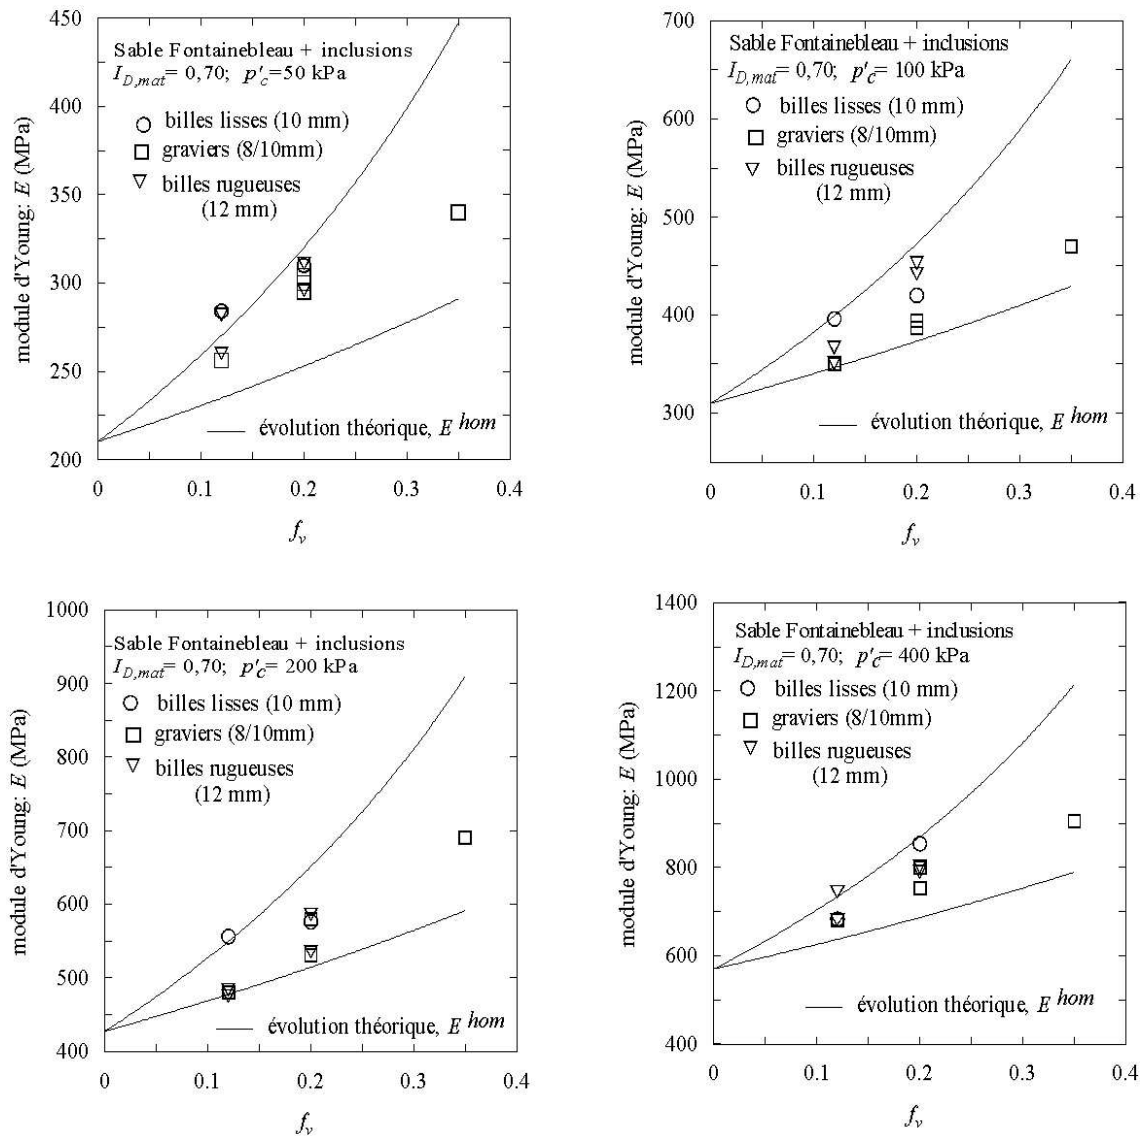 450
400
350
300
250
200
module d'Young: E (MPa)
Sable Fontainebleau + inclusions
I_D,mat = 0,70; p'_c =50 kPa
billes lisses (10 mm)
graviers (8/10mm)
billes rugueuses
(12 mm)
évolution théorique, E^hom
0 0.1 0.2 0.3 0.4
f_v
700
600
500
400
300
module d'Young: E (MPa)
Sable Fontainebleau + inclusions
I_D,mat = 0,70; p'_c = 100 kPa
billes lisses (10 mm)
graviers (8/10mm)
billes rugueuses
(12 mm)
évolution théorique, E^hom
0 0.1 0.2 0.3 0.4
f_v
1000
900
800
700
600
500
400
module d'Young: E (MPa)
Sable Fontainebleau + inclusions
I_D,mat = 0,70; p'_c = 200 kPa
billes lisses (10 mm)
graviers (8/10mm)
billes rugueuses
(12 mm)
évolution théorique, E^hom
0 0.1 0.2 0.3 0.4
f_v
1400
1200
1000
800
600
400
module d'Young: E (MPa)
Sable Fontainebleau + inclusions
I_D,mat = 0,70; p'_c = 400 kPa
billes lisses (10 mm)
graviers (8/10mm)
billes rugueuses
(12 mm)
évolution théorique, E^hom
0 0.1 0.2 0.3 0.4
f_v